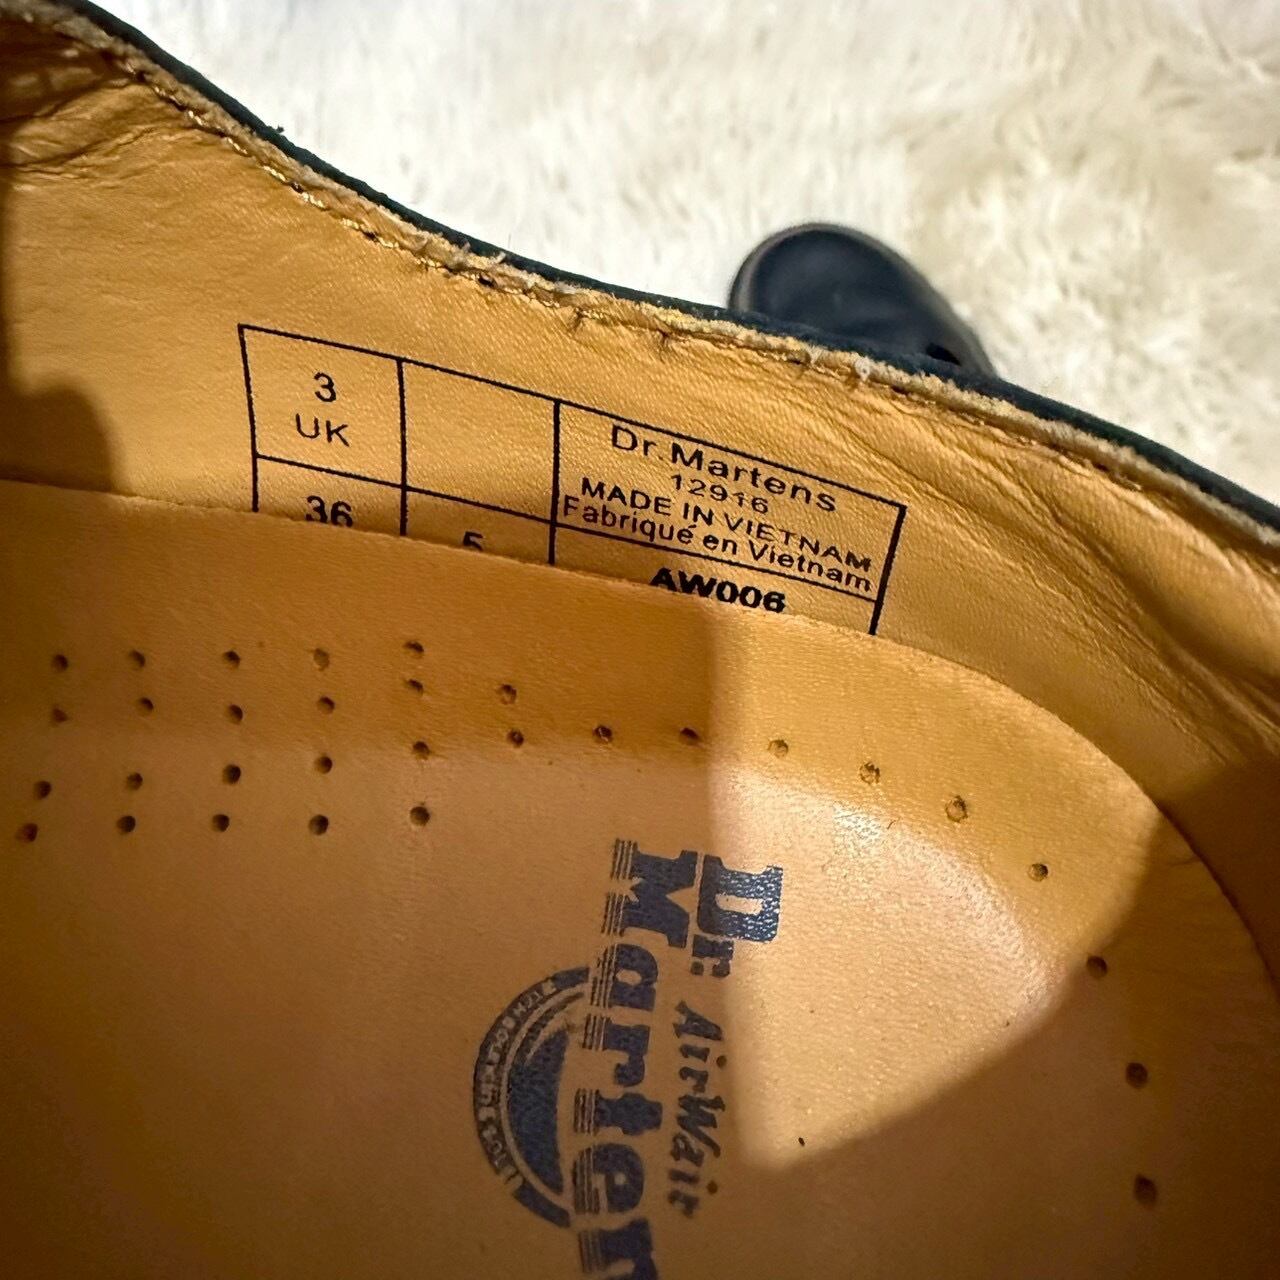 3
UK
36
5
Dr. Martens
12916
MADE IN VIETNAM
Fabriqué en Vietnam
AW006
Dr.
Marten
AirWair